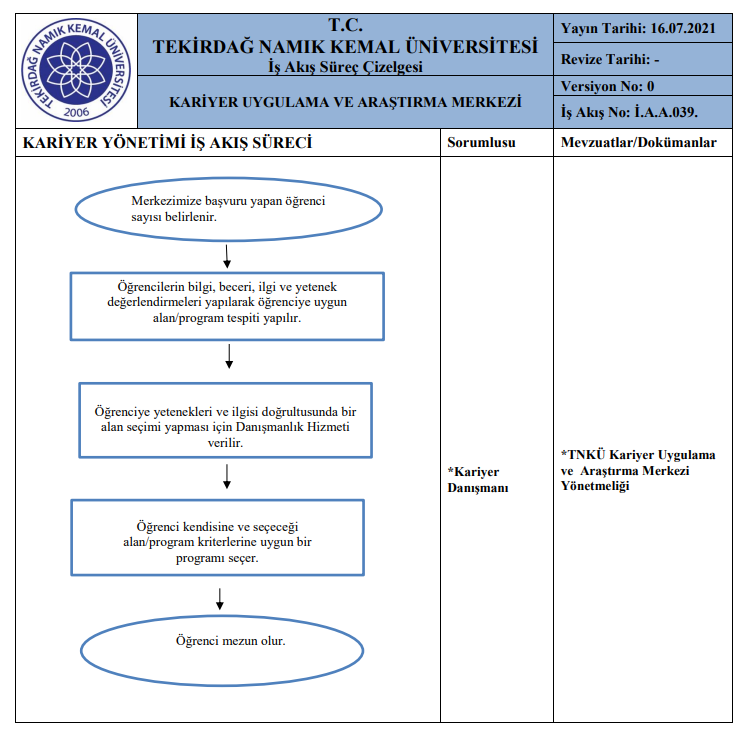 TEKİRDAĞ NAMIK KEMAL ÜNİVERSİTESİ
2006
T.C.
TEKİRDAĞ NAMIK KEMAL ÜNİVERSİTESİ
İş Akış Süreç Çizelgesi
KARİYER UYGULAMA VE ARAŞTIRMA MERKEZİ
Yayın Tarihi: 16.07.2021
Revize Tarihi: -
Versiyon No: 0
İş Akış No: İ.A.A.039.
KARİYER YÖNETİMİ İŞ AKIŞ SÜRECİ
Sorumlusu
Mevzuatlar/Dokümanlar
Merkezimize başvuru yapan öğrenci
sayısı belirlenir.
Öğrencilerin bilgi, beceri, ilgi ve yetenek
değerlendirmeleri yapılarak öğrenciye uygun
alan/program tespiti yapılır.
Öğrenciye yetenekleri ve ilgisi doğrultusunda bir
alan seçimi yapması için Danışmanlık Hizmeti
verilir.
Öğrenci kendisine ve seçeceği
alan/program kriterlerine uygun bir
programı seçer.
Öğrenci mezun olur.
*Kariyer
Danışmanı
*TNKÜ Kariyer Uygulama
ve Araştırma Merkezi
Yönetmeliği